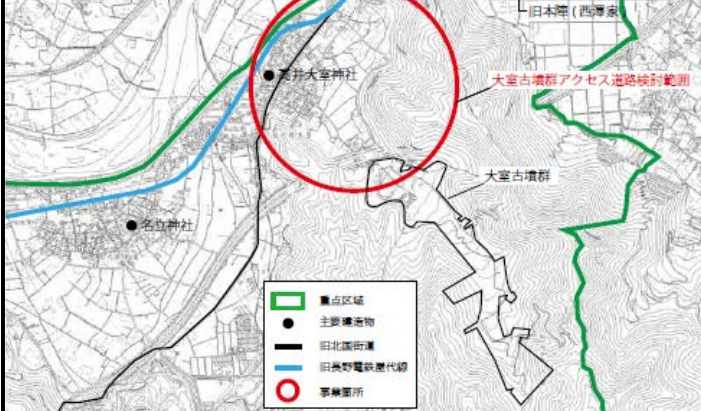 旧本陣(西澤家)
高井大室神社
大室古墳群アクセス道路検討範囲
大室古墳群
名立神社
重点区域
主要建造物
旧北国街道
旧長野電鉄屋代線
事業箇所